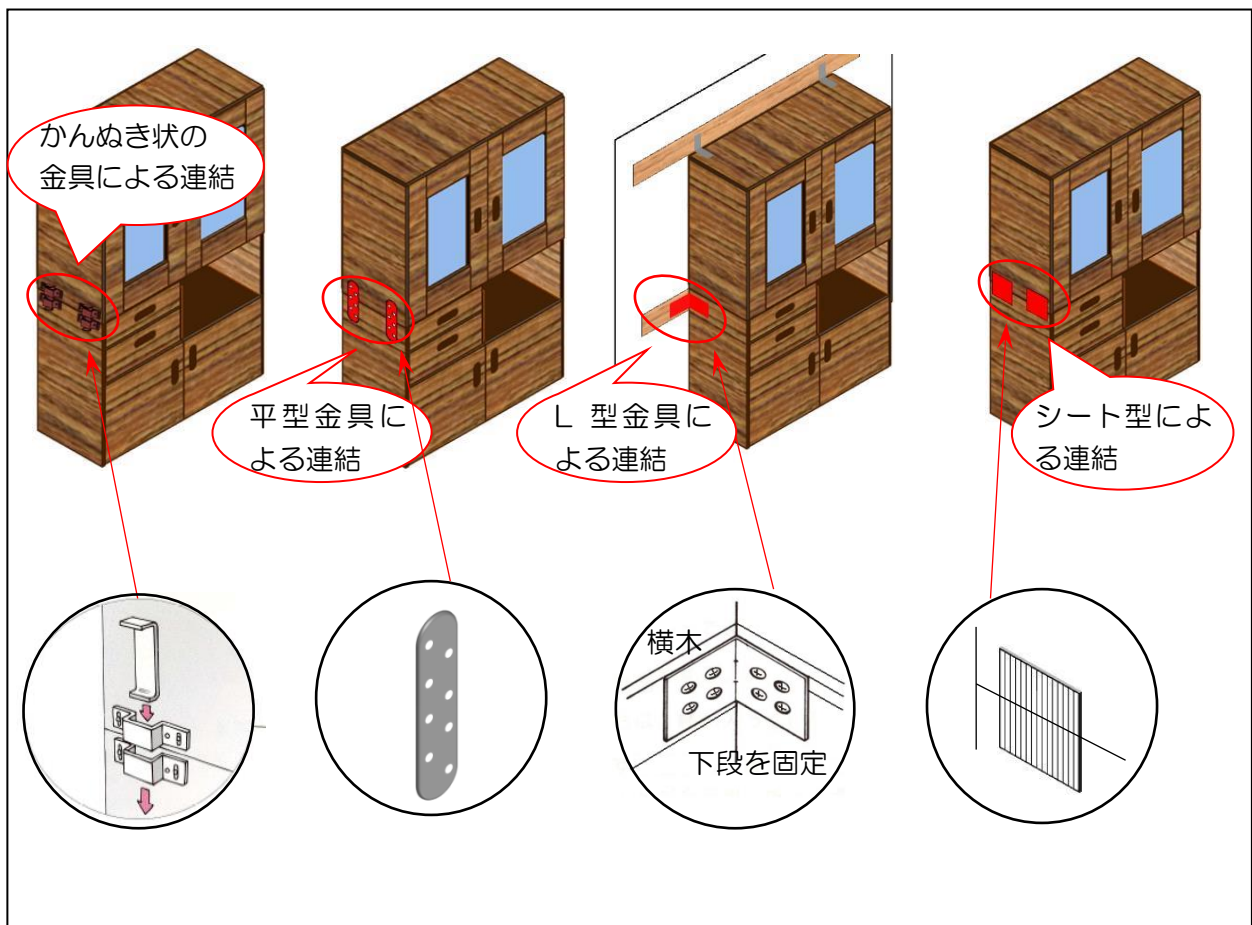 かんぬき状の
金具による連結
平型金具に
よる連結
L 型金具に
よる連結
シート型によ
る連結
横木
下段を固定